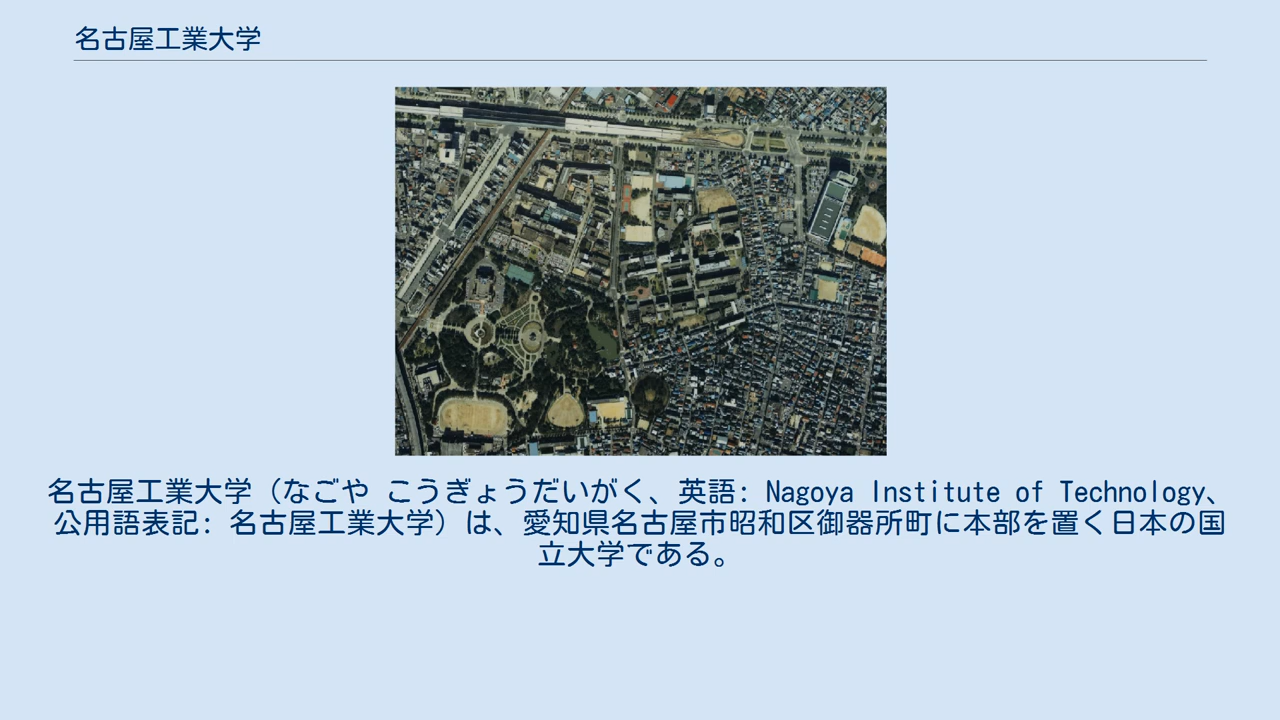 名古屋工業大学
名古屋工業大学（なごや こうぎょうだいがく、英語: Nagoya Institute of Technology、
公用語表記: 名古屋工業大学）は、愛知県名古屋市昭和区御器所町に本部を置く日本の国
立大学である。